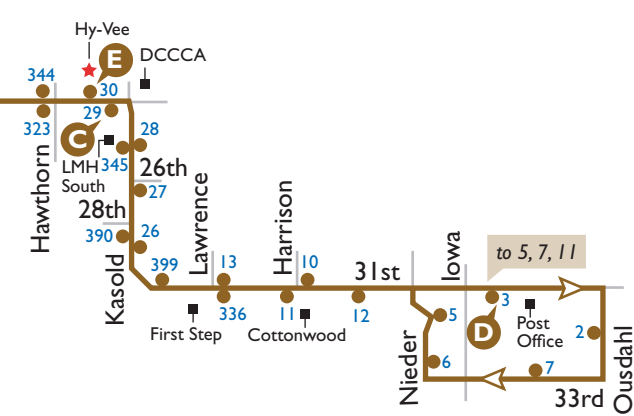 Hy-Vee
E
DCCCA
344
30
323
29
C
28
LMH
South
345
26th
27
Hawthorn
28th
390
26
Kasold
399
Lawrence
13
Harrison
10
31st
Iowa
to 5, 7, 11
336
11
12
First Step
Cottonwood
5
3
D
Post
Office
2
Nieder
6
7
33rd
Ousdahl